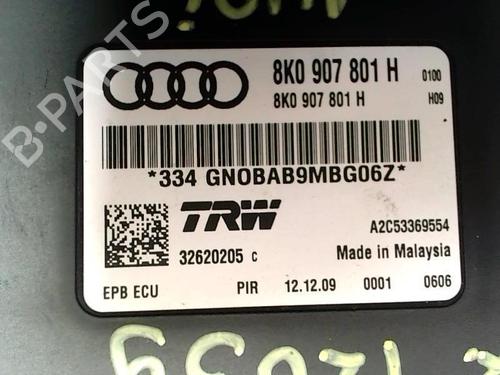 B-PARTS
8K0 907 801 H 0100
8K0 907 801 H H09
*334 GN0BAB9MBG06Z*
TRW A2C53369554
32620205 C Made in Malaysia
EPB ECU PIR 12.12.09 0001 0606